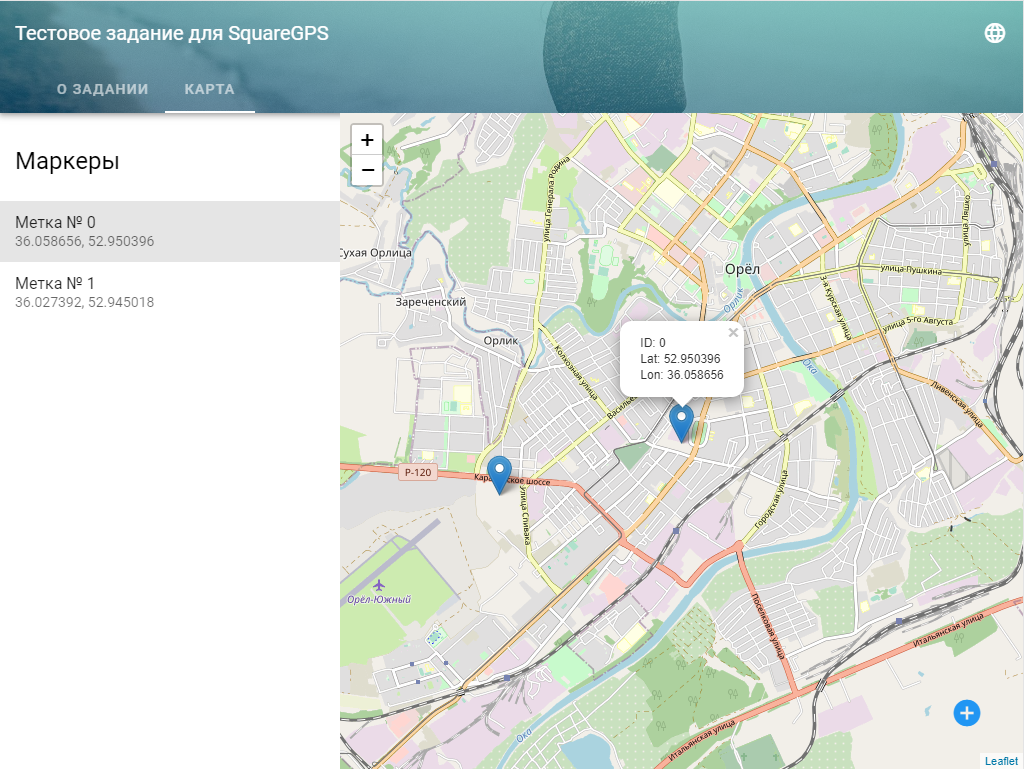 Тестовое задание для SquareGPS
О ЗАДАНИИ
КАРТА
Маркеры
Метка № 0
36.058656, 52.950396
Метка № 1
36.027392, 52.945018
+
−
улица Генерала Родина
Сухая Орлица
Зареченский
Орлик
Орёл
Орлик
улица Ляшко
улица Пушкина
3-я Курская улица
улица 5-го Августа
Ливенская улица
Ока
×
ID: 0
Lat: 52.950396
Lon: 36.058656
Колхозная улица
Р-120
шоссе
улица Спивака
Городская улица
Орёл-Южный
Поселковая улица
Итальянская улица
Ока
Итальянская улица
+
Leaflet